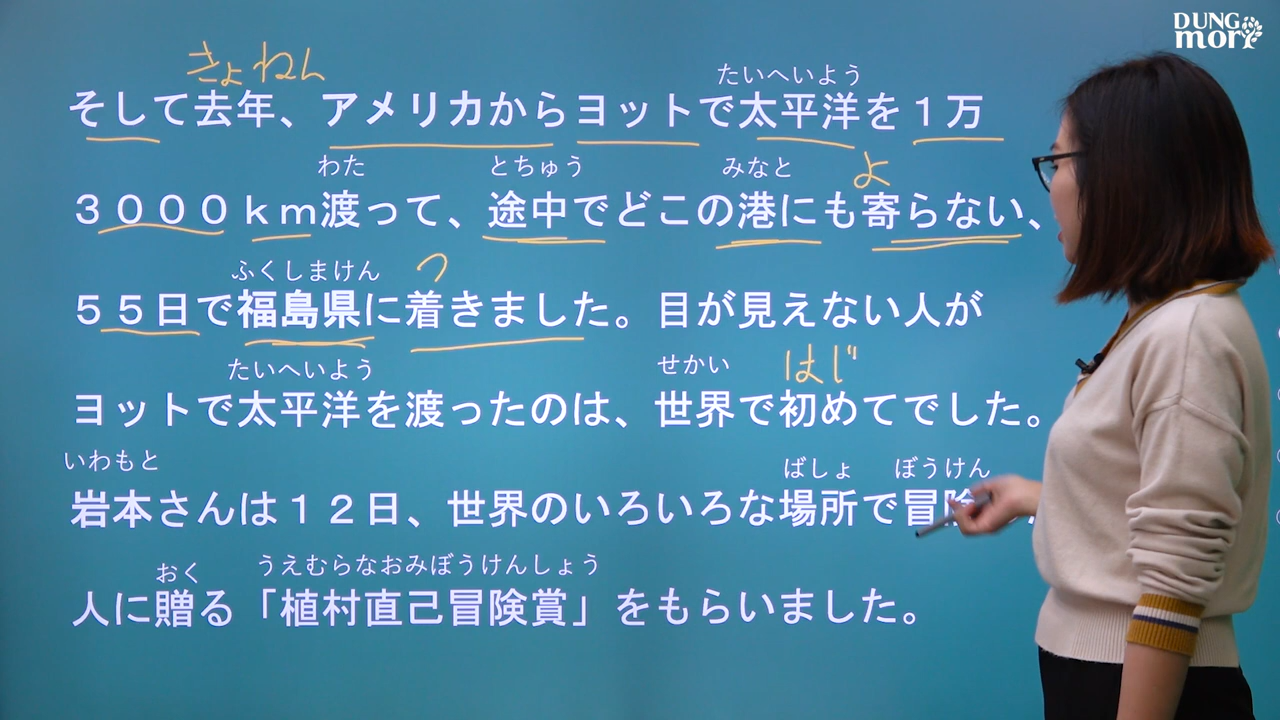 DUNG
mori
きょねん
たいへいよう
そして去年、アメリカからヨットで太平洋を１万
わた とちゅう みなと よ
３０００ｋｍ渡って、途中でどこの港にも寄らない、
ふくしまけん つ
５５日で福島県に着きました。目が見えない人が
たいへいよう せかい はじ
ヨットで太平洋を渡ったのは、世界で初めてでした。
いわもと ばしょ ぼうけん
岩本さんは１２日、世界のいろいろな場所で冒険
おく うえむらなおみぼうけんしょう
人に贈る「植村直己冒険賞」をもらいました。